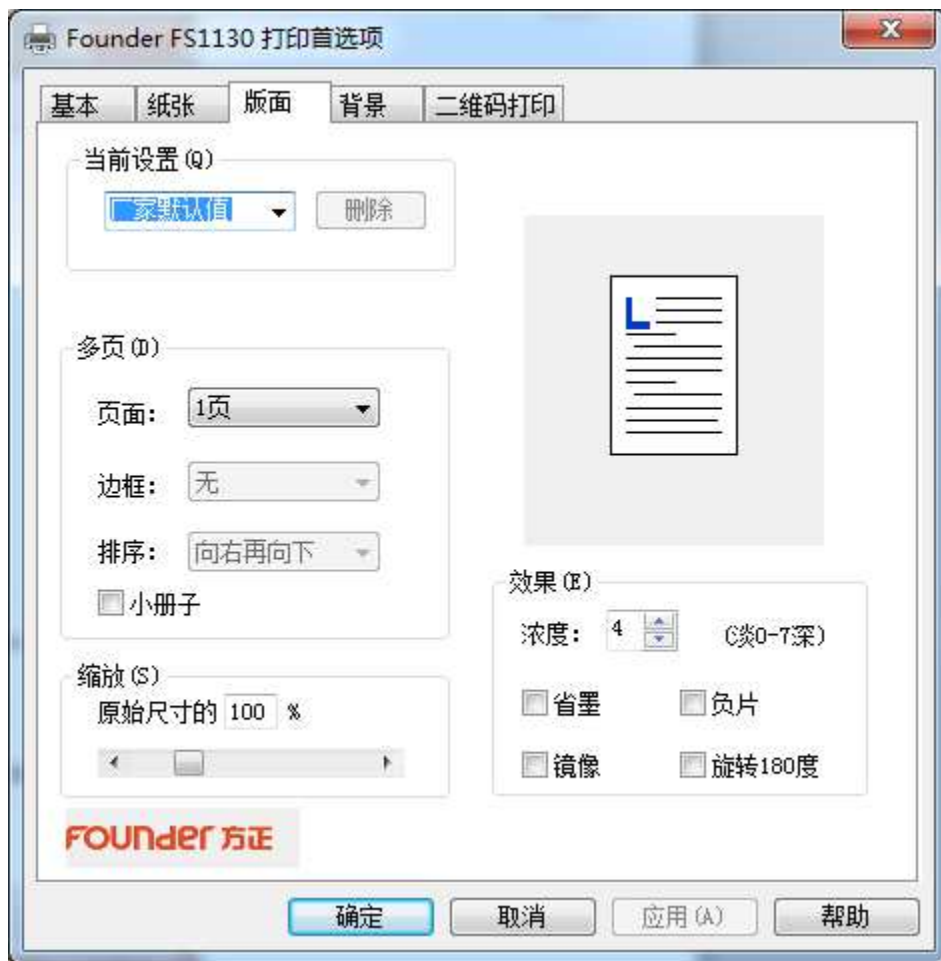 Founder FS1130 打印首选项
基本 纸张 版面 背景 二维码打印
当前设置(Q)
厂家默认值 删除
多页(D)
页面: 1页
边框: 无
排序: 向右再向下
小册子
缩放(S)
原始尺寸的 100 %
效果(E)
浓度: 4 (淡0-7深)
省墨 负片
镜像 旋转180度
Founder 方正
确定 取消 应用(A) 帮助